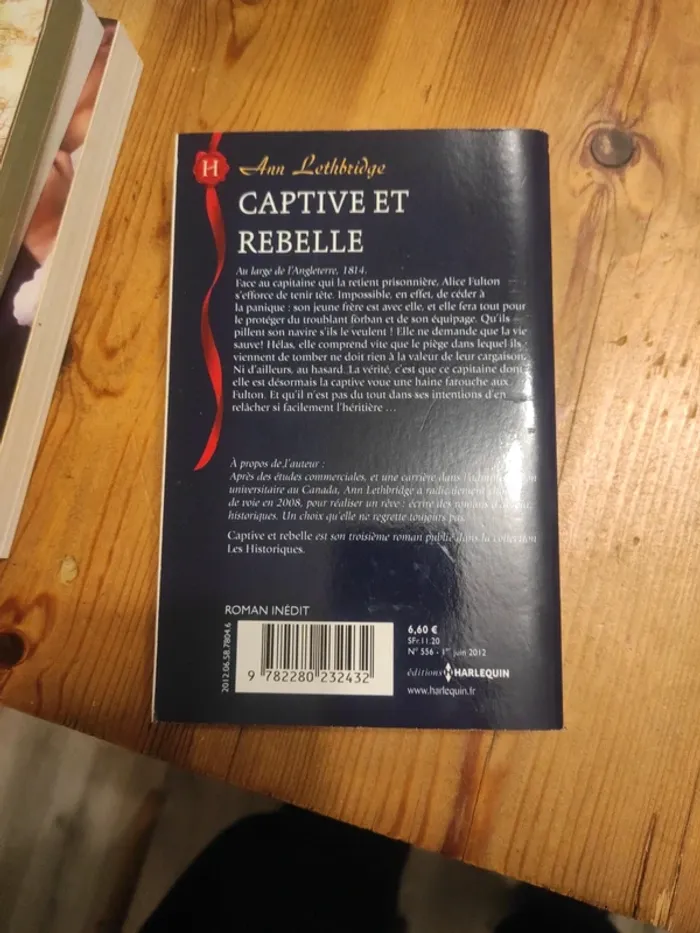 H
Ann Lethbridge
CAPTIVE ET
REBELLE
Au large de l'Angleterre, 1814.
Face au capitaine qui la retient prisonnière, Alice Fulton
s'efforce de tenir tête. Impossible, en effet, de céder à
la panique : son jeune frère est avec elle, et elle fera tout pour
le protéger du troublant forban et de son équipage. Qu'ils
pillent son navire s'ils le veulent ! Elle ne demande que la vie
sauve! Hélas, elle comprend vite que le piège dans lequel ils
viennent de tomber ne doit rien à la valeur de leur cargaison.
Ni d'ailleurs, au hasard. La vérité, c'est que ce capitaine dont
elle est désormais la captive voue une haine farouche aux
Fulton. Et qu'il n'est pas du tout dans ses intentions d'en
relâcher si facilement l'héritière ...
À propos de l'auteur :
Après des études commerciales, et une carrière dans
universitaire au Canada, Ann Lethbridge a radicalement
de voie en 2008, pour réaliser un rêve : écrire des romans
historiques. Un choix qu'elle ne regrette toujours pas.
Captive et rebelle est son troisième roman publié dans la collection
Les Historiques.
ROMAN INÉDIT
2012.06.58.7804.6
9 782280 232432
6,60 €
SFr 11.20
N° 556 - 1er juin 2012
éditions H HARLEQUIN
www.harlequin.fr